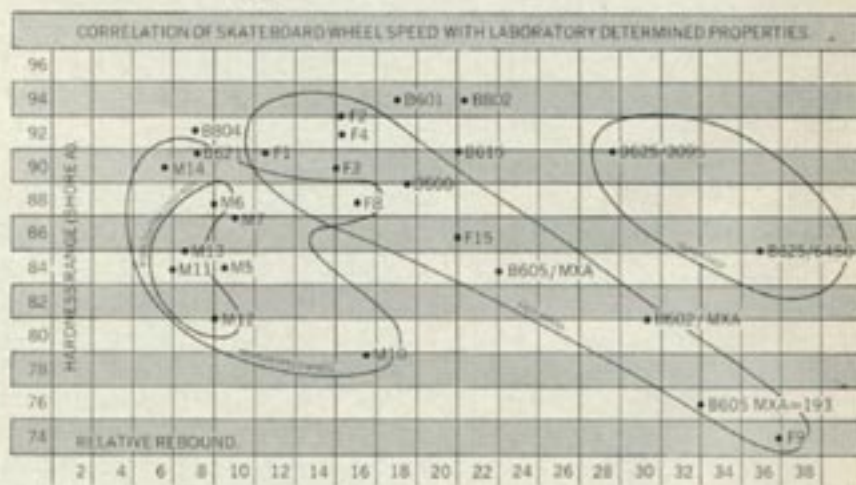 CORRELATION OF SKATEBOARD WHEEL SPEED WITH LABORATORY DETERMINED PROPERTIES.
96
94
92
90
88
86
84
82
80
78
76
74
HARDNESS RANGE (SHORE A).
B601
B802
F2
F4
B804
B621
F1
B615
B625/2095
M14
F3
B600
M6
F8
M7
F15
M13
B625/6450
M11
M5
B605/MXA
M12
B602/MXA
M10
B605 MXA=193
F9
RELATIVE REBOUND.
2 4 6 8 10 12 14 16 18 20 22 24 26 28 30 32 34 36 38